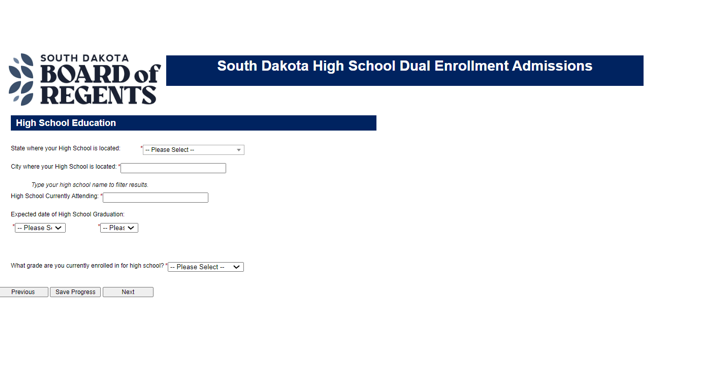 SOUTH DAKOTA
BOARD of
REGENTS
South Dakota High School Dual Enrollment Admissions
High School Education
State where your High School is located: *-- Please Select --
City where your High School is located: *
Type your high school name to filter results.
High School Currently Attending: *
Expected date of High School Graduation:
*-- Please Se *-- Pleas
What grade are you currently enrolled in for high school? *-- Please Select --
Previous Save Progress Next